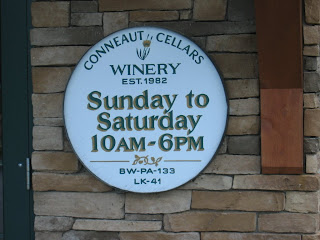 CONNEAUT CELLARS
WINERY
EST. 1982
Sunday to
Saturday
10AM-6PM
BW-PA-133
LK-41